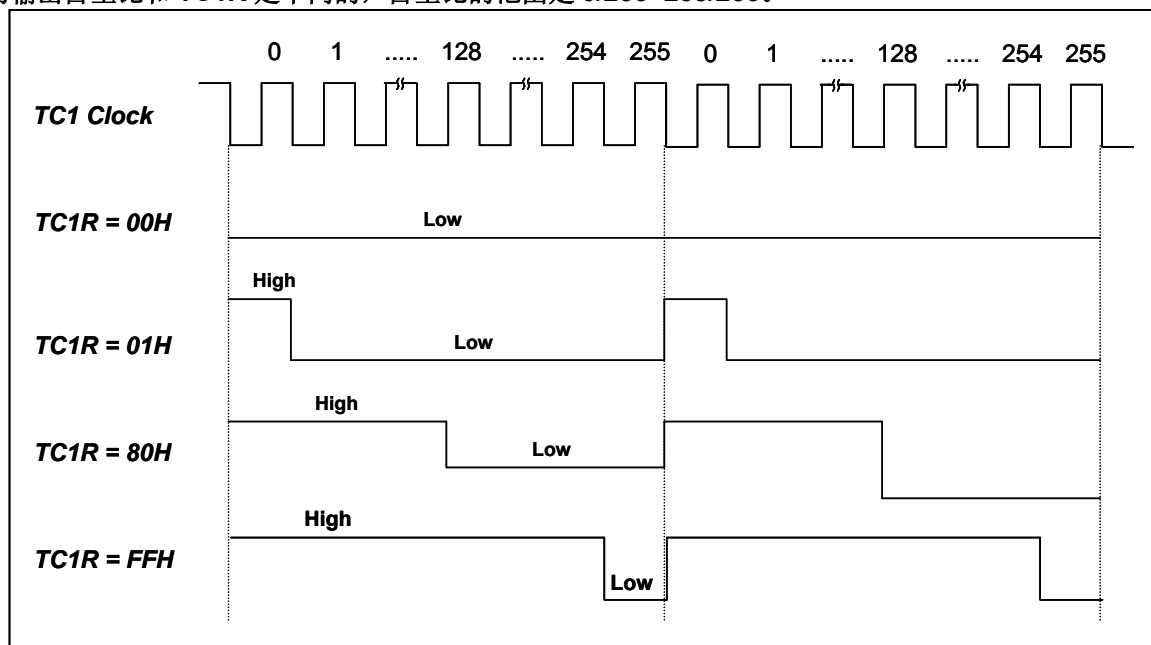 0 1 ..... 128 ..... 254 255 0 1 ..... 128 ..... 254 255
TC1 Clock
TC1R = 00H
Low
High
TC1R = 01H
Low
High
TC1R = 80H
Low
High
TC1R = FFH
Low